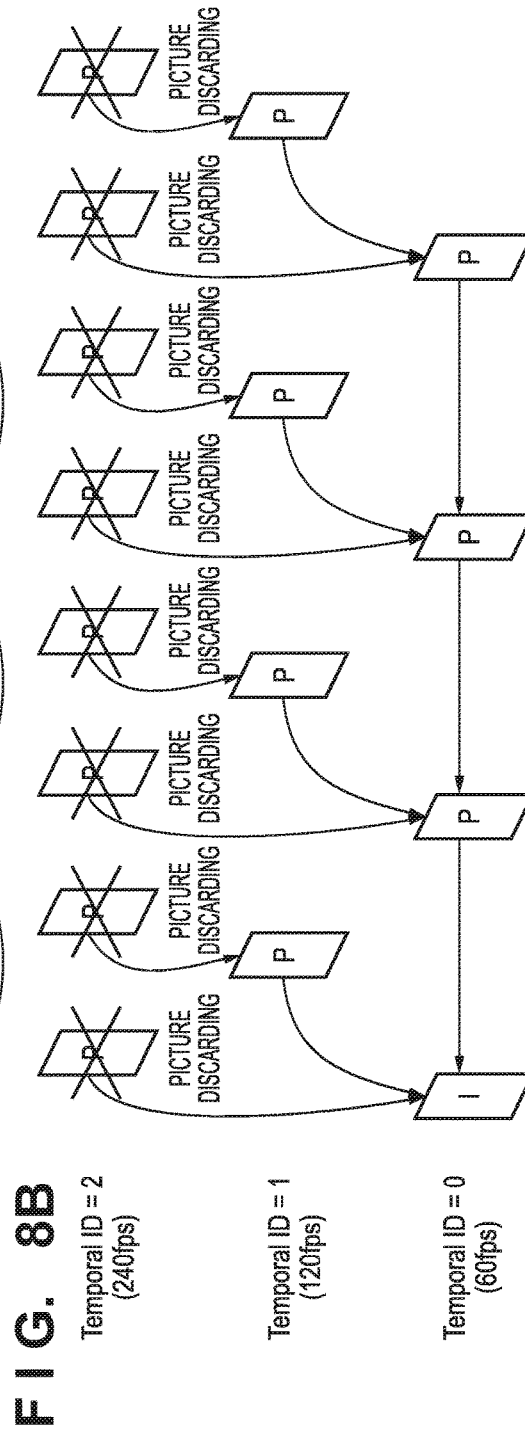 FIG. 8B
Temporal ID = 2
(240fps)
P
P
P
P
P
P
P
P
PICTURE
DISCARDING
PICTURE
DISCARDING
PICTURE
DISCARDING
PICTURE
DISCARDING
PICTURE
DISCARDING
PICTURE
DISCARDING
PICTURE
DISCARDING
PICTURE
DISCARDING
Temporal ID = 1
(120fps)
P
P
P
P
Temporal ID = 0
(60fps)
I
P
P
P